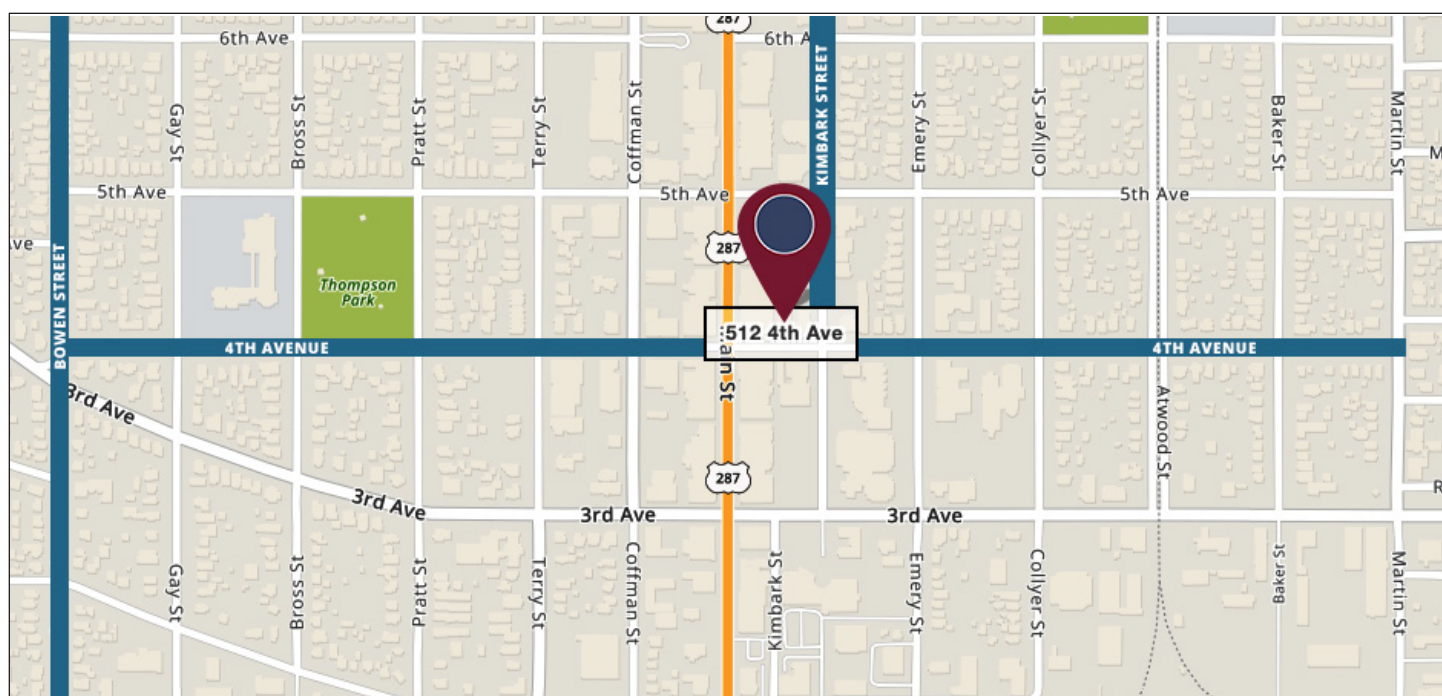 287
6th Ave
6th A
KIMBARK STREET
Gay St
Bross St
Pratt St
Terry St
Coffman St
Emery St
Collyer St
Baker St
Martin St
M
5th Ave
5th Ave
5th Ave
ve
BOWEN STREET
287
Thompson
Park
512 4th Ave
4TH AVENUE
4TH AVENUE
Main St
3rd Ave
Atwood St
287
3rd Ave
3rd Ave
3rd Ave
R
Gay St
Bross St
Pratt St
Terry St
Coffman St
Kimbark St
Emery St
Collyer St
Baker St
Martin St